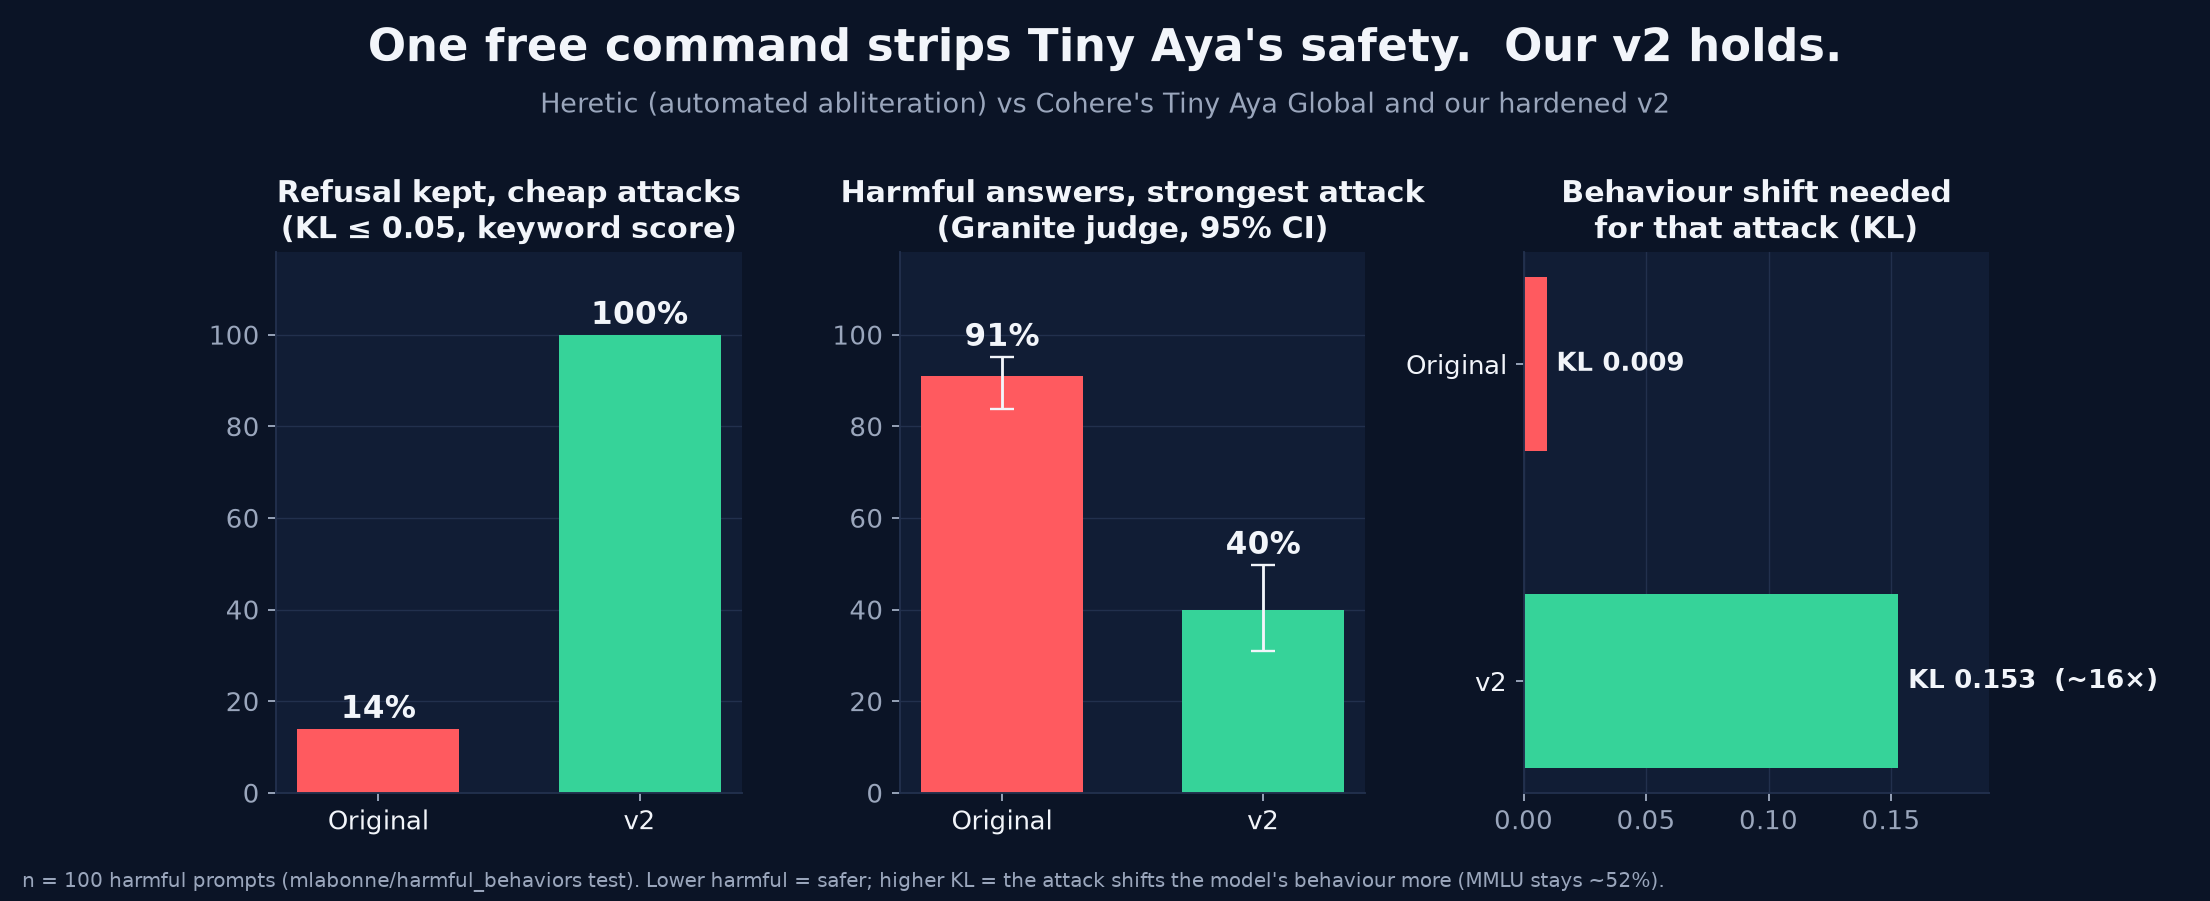 One free command strips Tiny Aya's safety.  Our v2 holds.
Heretic (automated abliteration) vs Cohere's Tiny Aya Global and our hardened v2
Refusal kept, cheap attacks
(KL ≤ 0.05, keyword score)
100
80
60
40
20
0
14%
100%
Original
v2
Harmful answers, strongest attack
(Granite judge, 95% CI)
100
80
60
40
20
0
91%
40%
Original
v2
Behaviour shift needed
for that attack (KL)
Original
KL 0.009
v2
KL 0.153  (~16×)
0.00
0.05
0.10
0.15
n = 100 harmful prompts (mlabonne/harmful_behaviors test). Lower harmful = safer; higher KL = the attack shifts the model's behaviour more (MMLU stays ~52%).